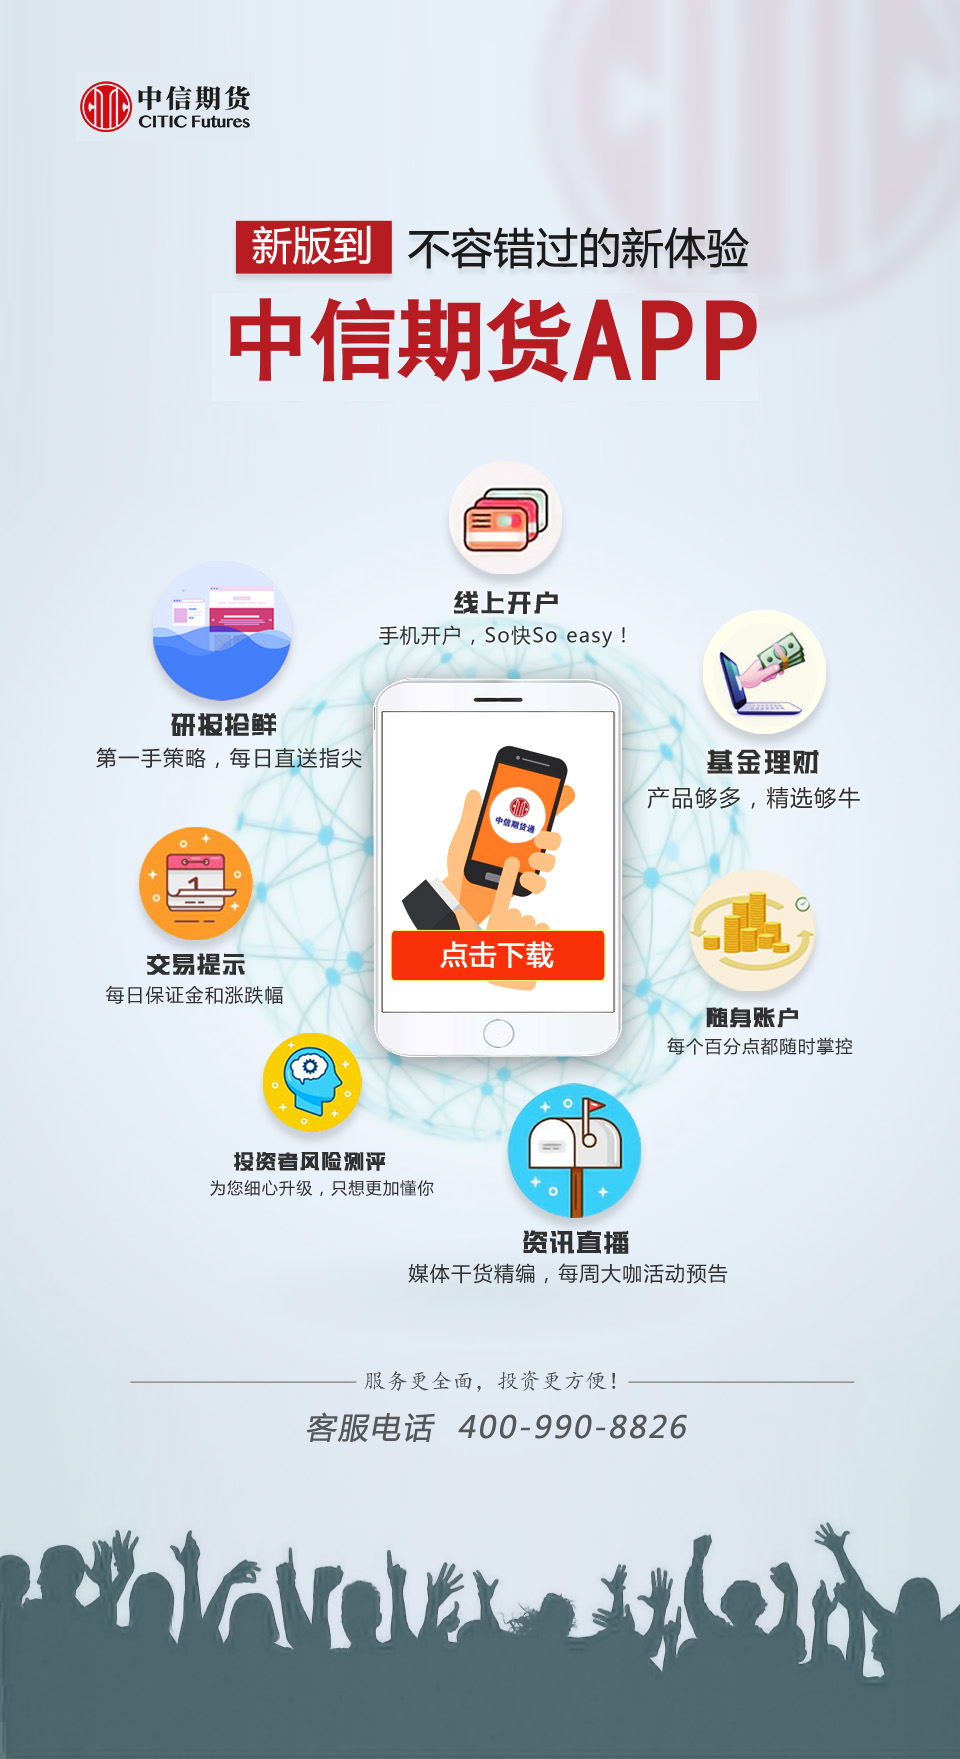 中信期货
CITIC Futures
新版到 不容错过的新体验
中信期货APP
线上开户
手机开户，So快So easy！
研报抢鲜
第一手策略，每日直送指尖
基金理财
产品够多，精选够牛
中信期货通
点击下载
交易提示
每日保证金和涨跌幅
1
随身账户
每个百分点都随时掌控
投资者风险测评
为您细心升级，只想更加懂你
资讯直播
媒体干货精编，每周大咖活动预告
服务更全面，投资更方便！
客服电话 400-990-8826